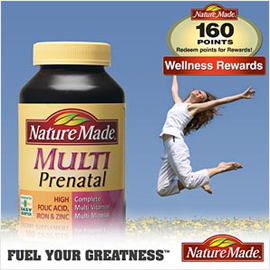 Nature Made
160
POINTS
Redeem points for Rewards!
Wellness Rewards
Nature Made
MULTI
Prenatal
HIGH
FOLIC ACID,
IRON & ZINC
Complete
Multi Vitamin
Multi Mineral
FUEL YOUR GREATNESS™
Nature Made